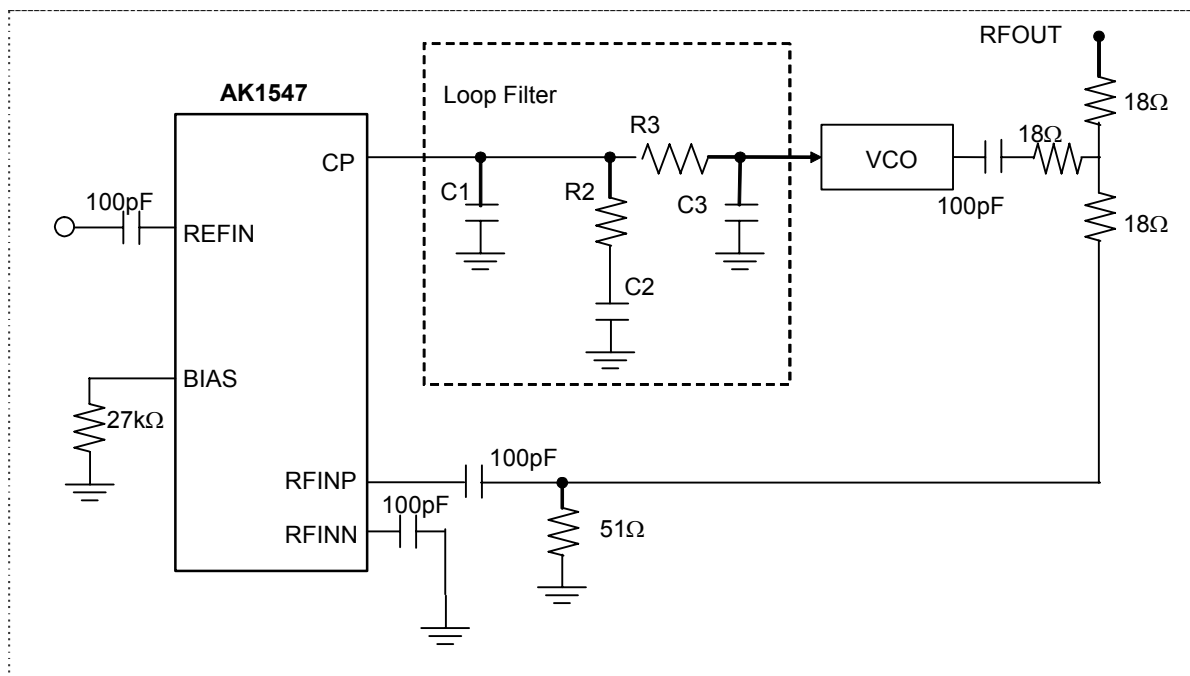 RFOUT
AK1547
Loop Filter
18Ω
R3
18Ω
CP
VCO
C1
R2
C3
100pF
100pF
REFIN
18Ω
C2
BIAS
27kΩ
100pF
RFINP
100pF
51Ω
RFINN